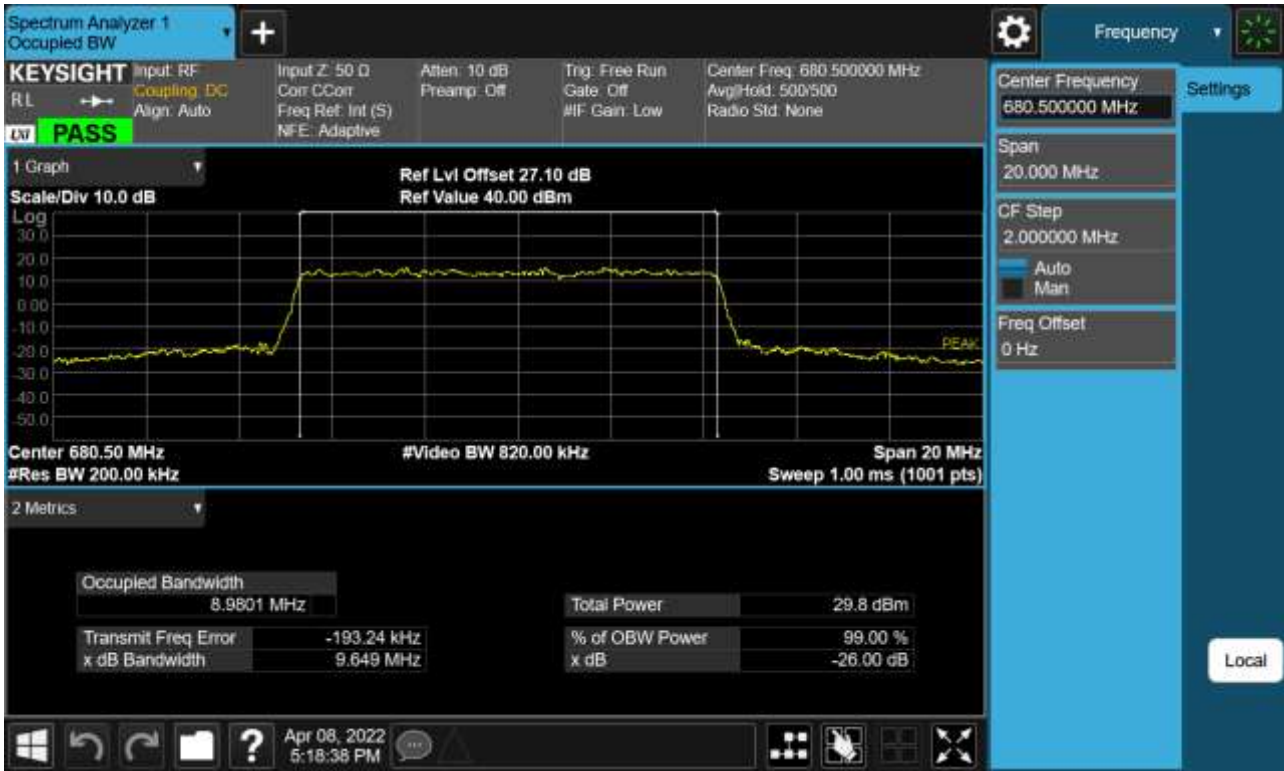 Spectrum Analyzer 1
Occupied BW
Frequency
KEYSIGHT
RL
PASS
Input: RF
Coupling: DC
Align: Auto
Input Z: 50 Ω
Corr CCorr
Freq Ref: Int (S)
NFE: Adaptive
Atten: 10 dB
Preamp: Off
Trig: Free Run
Gate: Off
#IF Gain: Low
Center Freq: 680.500000 MHz
Avg|Hold: 500/500
Radio Std: None
Center Frequency
680.500000 MHz
Settings
Span
20.000 MHz
CF Step
2.000000 MHz
Auto
Man
Freq Offset
0 Hz
Local
1 Graph
Scale/Div 10.0 dB
Ref Lvl Offset 27.10 dB
Ref Value 40.00 dBm
Log
30.0
20.0
10.0
0.00
-10.0
-20.0
-30.0
-40.0
-50.0
PEAK
Center 680.50 MHz
#Video BW 820.00 kHz
Span 20 MHz
#Res BW 200.00 kHz
Sweep 1.00 ms (1001 pts)
2 Metrics
Occupied Bandwidth
8.9801 MHz
Total Power 29.8 dBm
Transmit Freq Error -193.24 kHz
% of OBW Power 99.00 %
x dB Bandwidth 9.649 MHz
x dB -26.00 dB
Apr 08, 2022
5:18:38 PM